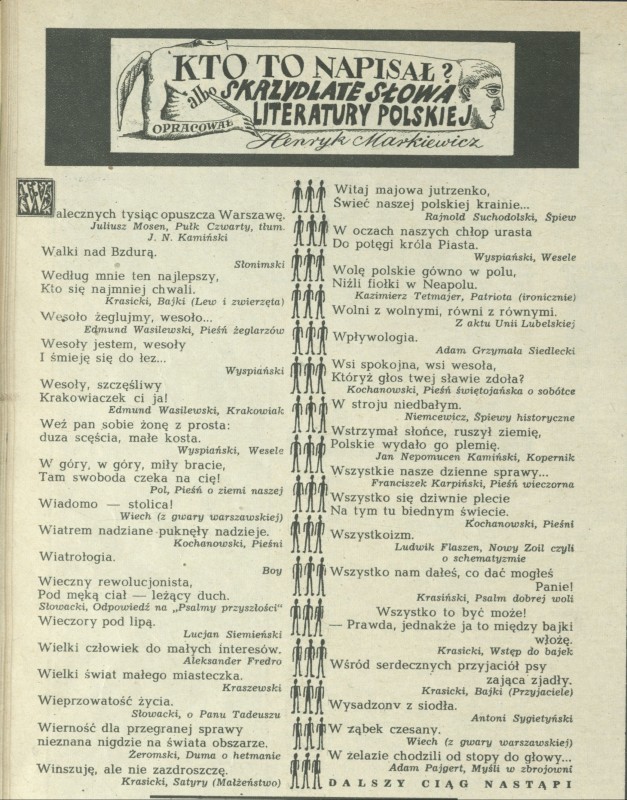 KTO TO NAPISAŁ?
albo SKRZYDLATE SŁOWA
LITERATURY POLSKIEJ
OPRACOWAŁ
Henryk Markiewicz
Walecznych tysiąc opuszcza Warszawę.
Juliusz Mosen, Pułk Czwarty, tłum.
J. N. Kamiński
Walki nad Bzdurą.
Słonimski
Według mnie ten najlepszy,
Kto się najmniej chwali.
Krasicki, Bajki (Lew i zwierzęta)
Wesoło żeglujmy, wesoło...
Edmund Wasilewski, Pieśń żeglarzów
Wesoły jestem, wesoły
I śmieję się do łez...
Wyspiański
Wesoły, szczęśliwy
Krakowiaczek ci ja!
Edmund Wasilewski, Krakowiak
Weź pan sobie żonę z prosta:
duza scęścia, małe kosta.
Wyspiański, Wesele
W góry, w góry, miły bracie,
Tam swoboda czeka na cię!
Pol, Pieśń o ziemi naszej
Wiadomo — stolica!
Wiech (z gwary warszawskiej)
Wiatrem nadziane puknęły nadzieje.
Kochanowski, Pieśni
Wiatrołogia.
Boy
Wieczny rewolucjonista,
Pod męką ciał — leżący duch.
Słowacki, Odpowiedź na „Psalmy przyszłości"
Wieczory pod lipą.
Lucjan Siemieński
Wielki człowiek do małych interesów.
Aleksander Fredro
Wielki świat małego miasteczka.
Kraszewski
Wieprzowatość życia.
Słowacki, o Panu Tadeuszu
Wierność dla przegranej sprawy
nieznana nigdzie na świata obszarze.
Żeromski, Duma o hetmanie
Winszuję, ale nie zazdroszczę.
Krasicki, Satyry (Małżeństwo)
Witaj majowa jutrzenko,
Świeć naszej polskiej krainie...
Rajnold Suchodolski, Śpiew
W oczach naszych chłop urasta
Do potęgi króla Piasta.
Wyspiański, Wesele
Wolę polskie gówno w polu,
Niźli fiołki w Neapolu.
Kazimierz Tetmajer, Patriota (ironicznie)
Wolni z wolnymi, równi z równymi.
Z aktu Unii Lubelskiej
Wpływologia.
Adam Grzymała Siedlecki
Wsi spokojna, wsi wesoła,
Któryż głos twej sławie zdoła?
Kochanowski, Pieśń świętojańska o sobótce
W stroju niedbałym.
Niemcewicz, Śpiewy historyczne
Wstrzymał słońce, ruszył ziemię,
Polskie wydało go plemię.
Jan Nepomucen Kamiński, Kopernik
Wszystkie nasze dzienne sprawy...
Franciszek Karpiński, Pieśń wieczorna
Wszystko się dziwnie plecie
Na tym tu biednym świecie.
Kochanowski, Pieśni
Wszystkoizm.
Ludwik Flaszen, Nowy Zoil czyli
o schematyzmie
Wszystko nam dałeś, co dać mogłeś
Panie!
Krasiński, Psalm dobrej woli
Wszystko to być może!
— Prawda, jednakże ja to między bajki
włożę.
Krasicki, Wstęp do bajek
Wśród serdecznych przyjaciół psy
zająca zjadły.
Krasicki, Bajki (Przyjaciele)
Wysadzony z siodła.
Antoni Sygietyński
W ząbek czesany.
Wiech (z gwary warszawskiej)
W żelazie chodzili od stopy do głowy...
Adam Pajgert, Myśli w zbrojowni
DALSZY CIĄG NASTĄPI